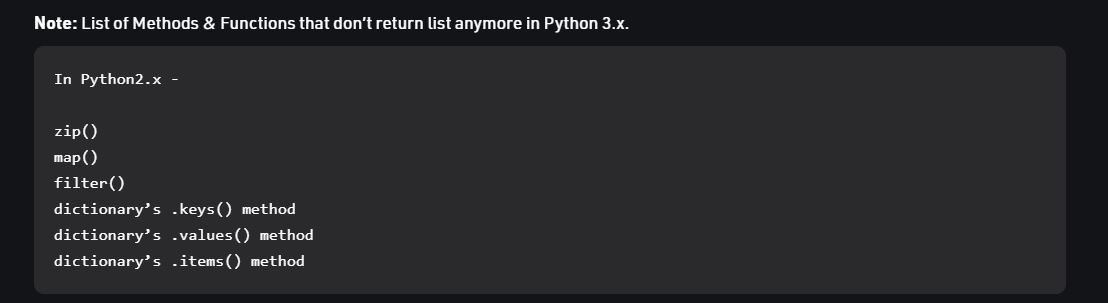 Note: List of Methods & Functions that don't return list anymore in Python 3.x.
In Python2.x -
zip()
map()
filter()
dictionary’s .keys() method
dictionary’s .values() method
dictionary’s .items() method